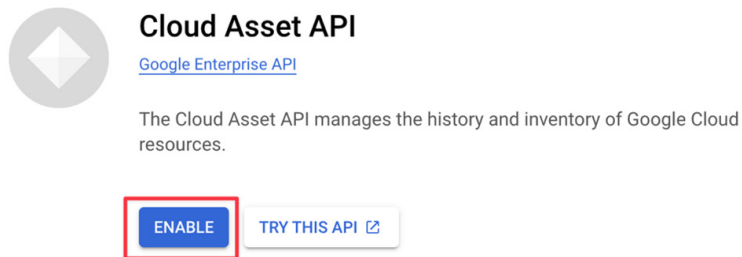 Cloud Asset API
Google Enterprise API
The Cloud Asset API manages the history and inventory of Google Cloud
resources.
ENABLE
TRY THIS API